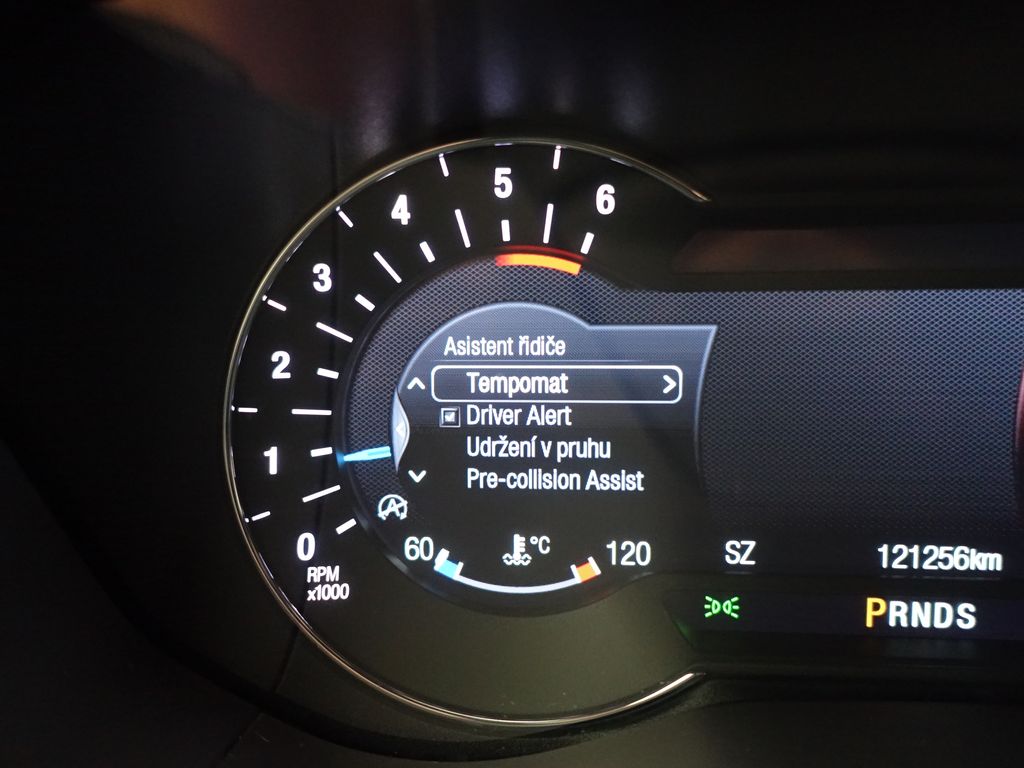 6
5
4
3
2
1
0
RPM
x1000
Asistent řidiče
Tempomat
Driver Alert
Udržení v pruhu
Pre-collision Assist
A
60 °C 120
SZ 121256km
PRNDS